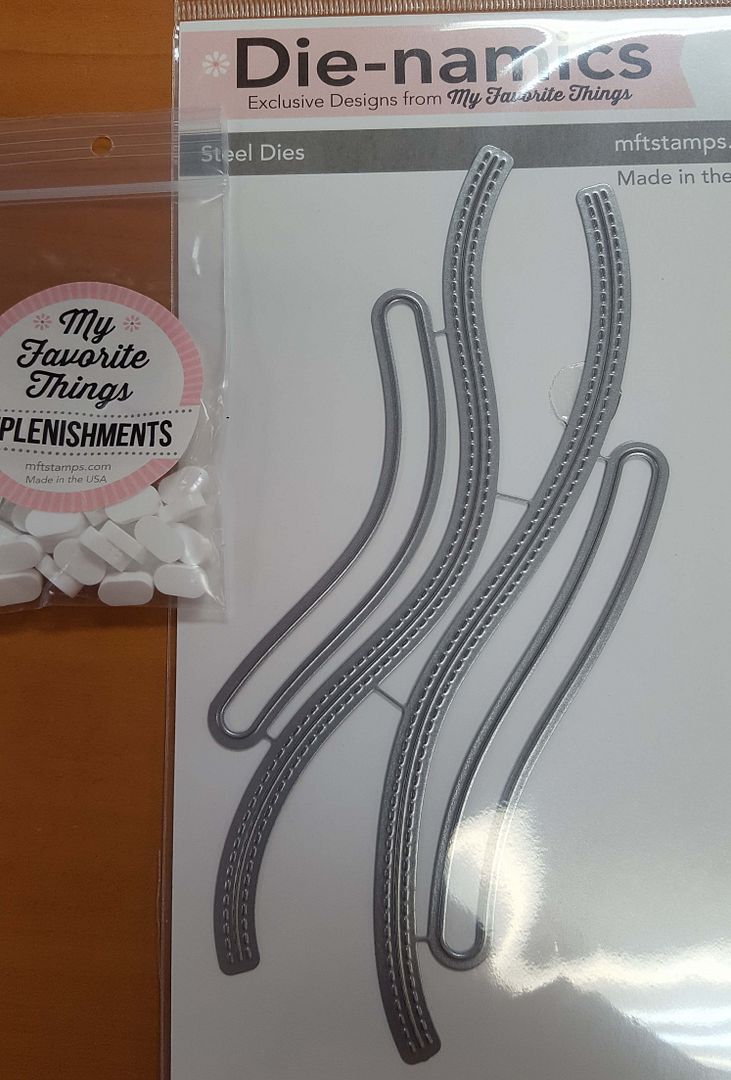 Die-namics
Exclusive Designs from My Favorite Things
Steel Dies
mftstamps.
Made in the
My
Favorite
Things
PLENISHMENTS
mftstamps.com
Made in the USA